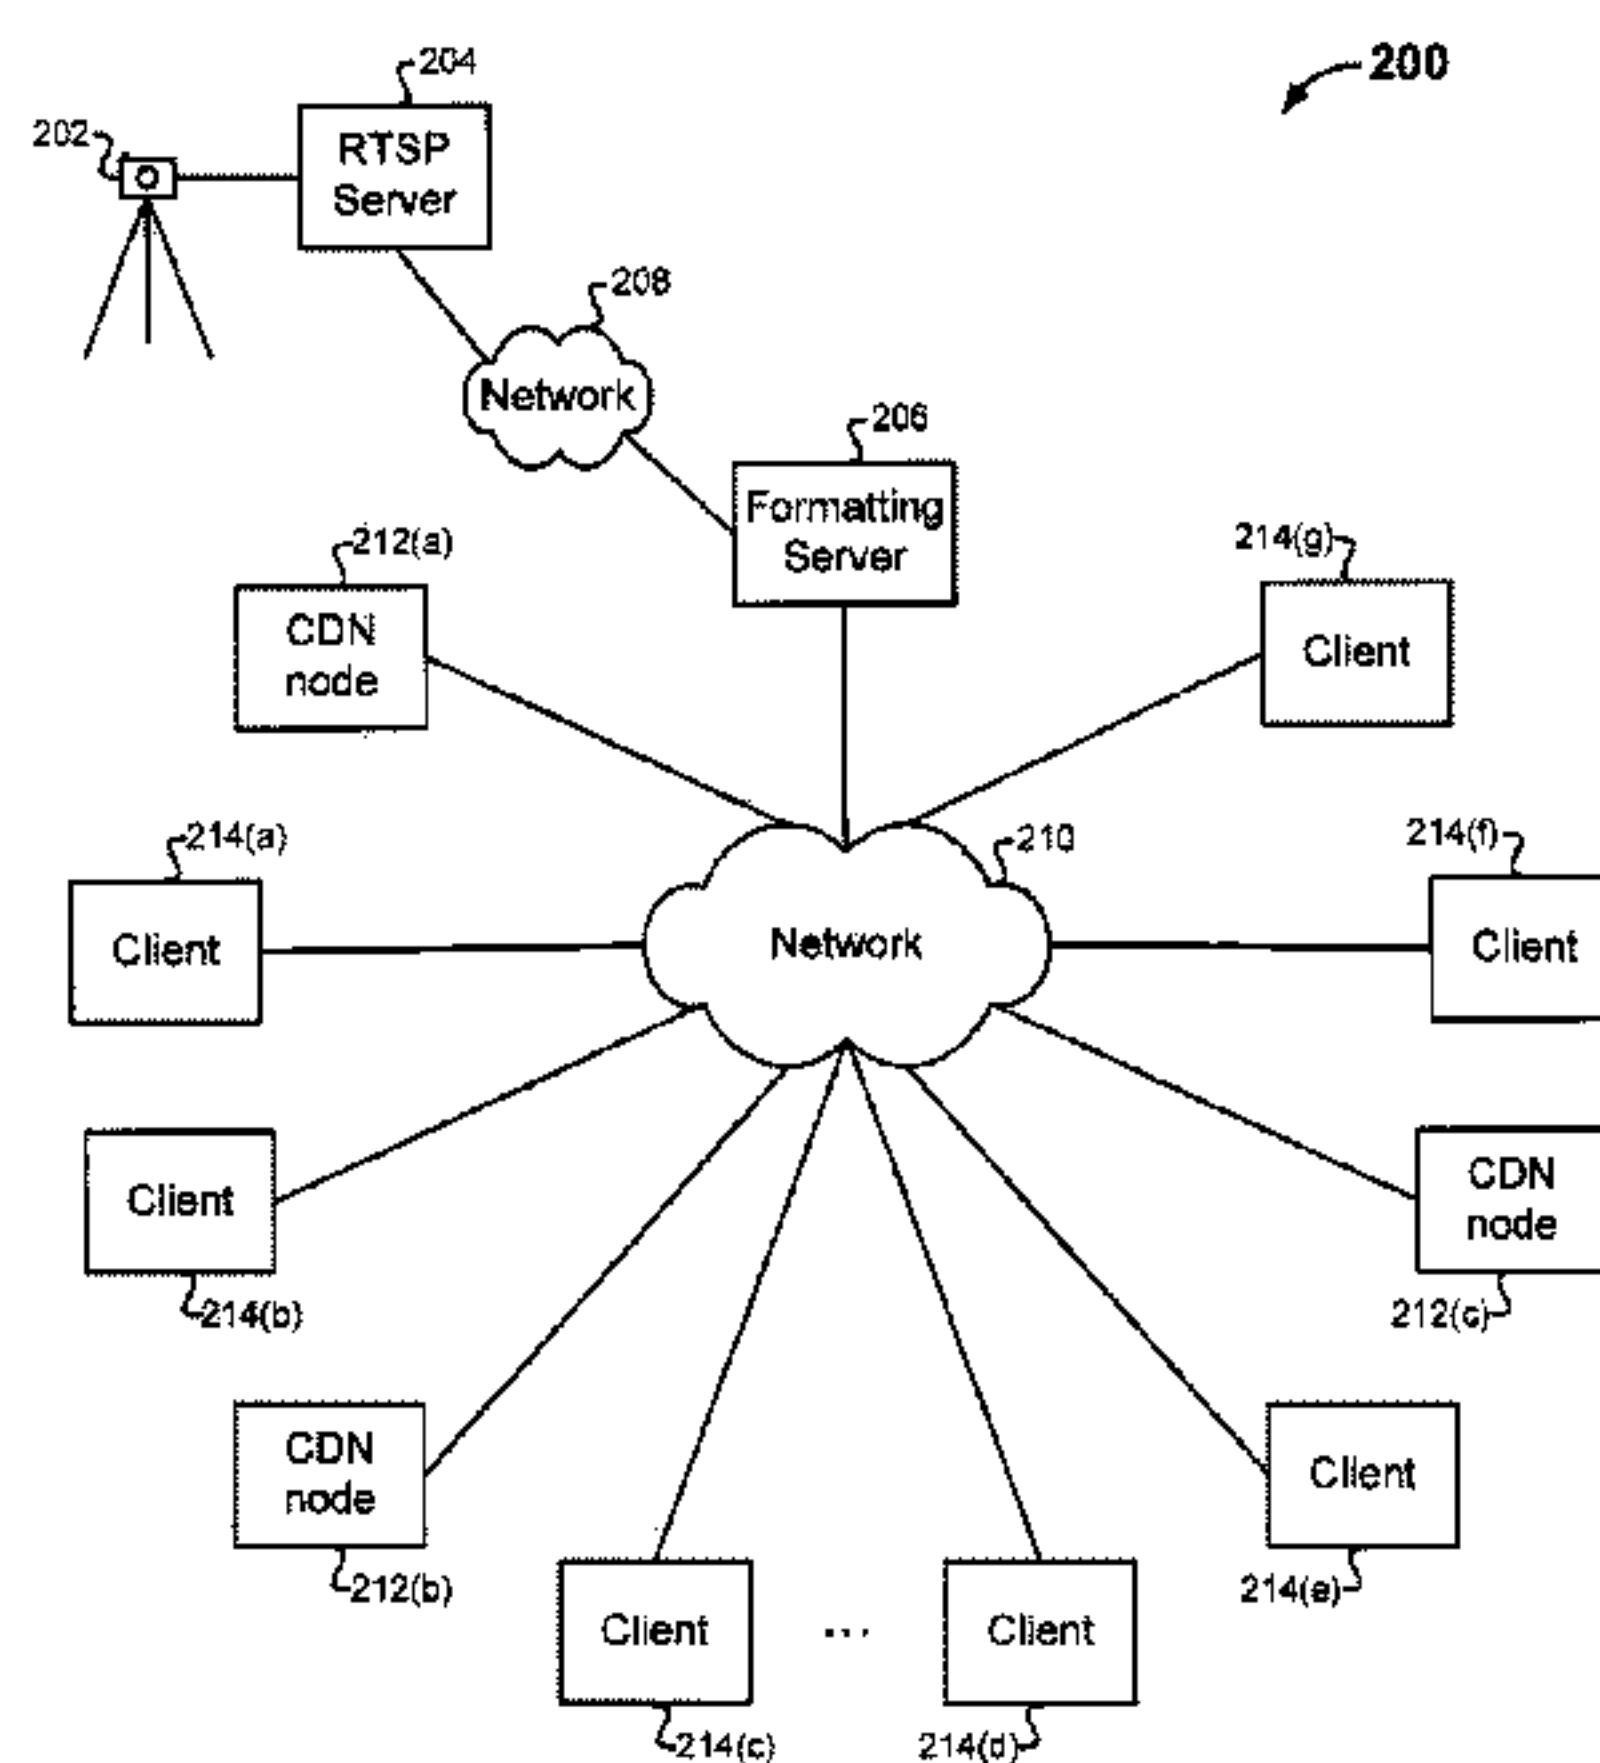 204
200
202
RTSP
Server
208
Network
206
Formatting
Server
212(a)
214(g)
CDN
node
Client
214(a)
210
214(f)
Client
Network
Client
Client
CDN
node
214(b)
212(c)
CDN
node
Client
212(b)
214(e)
Client
...
Client
214(c)
214(d)